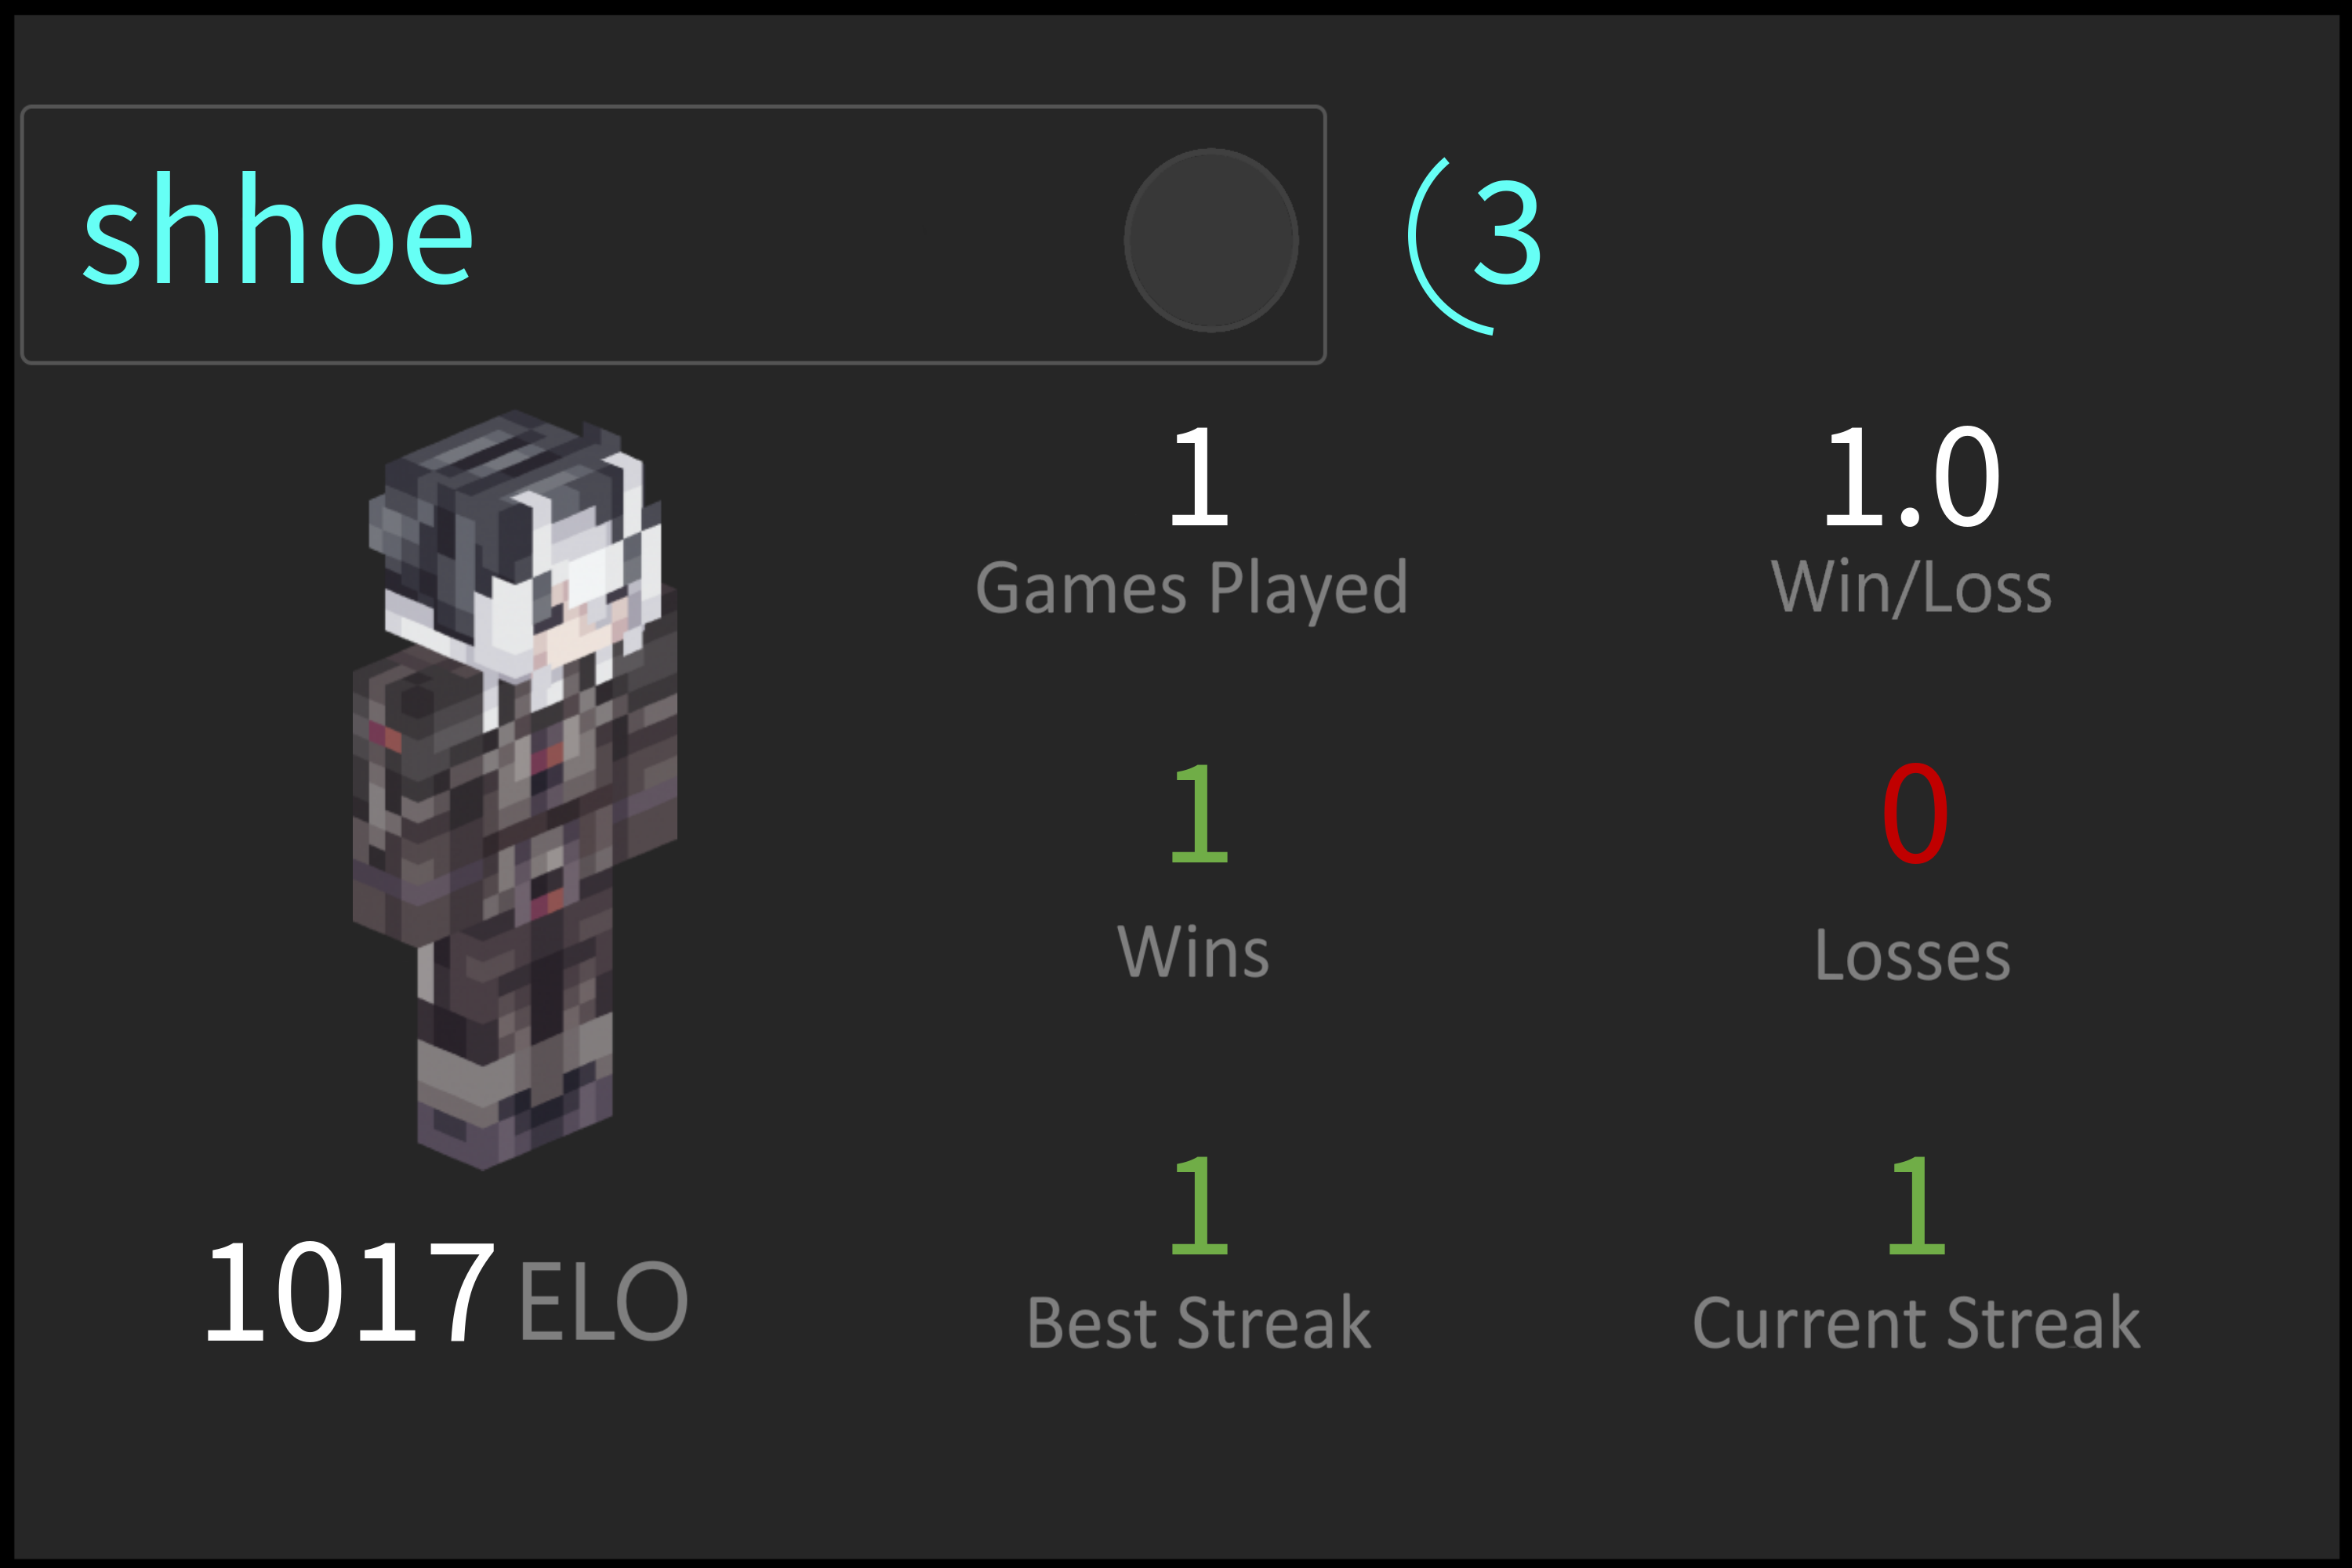 shhoe 3
1 1.0
Games Played Win/Loss
1 0
Wins Losses
1 1
1017 ELO Best Streak Current Streak